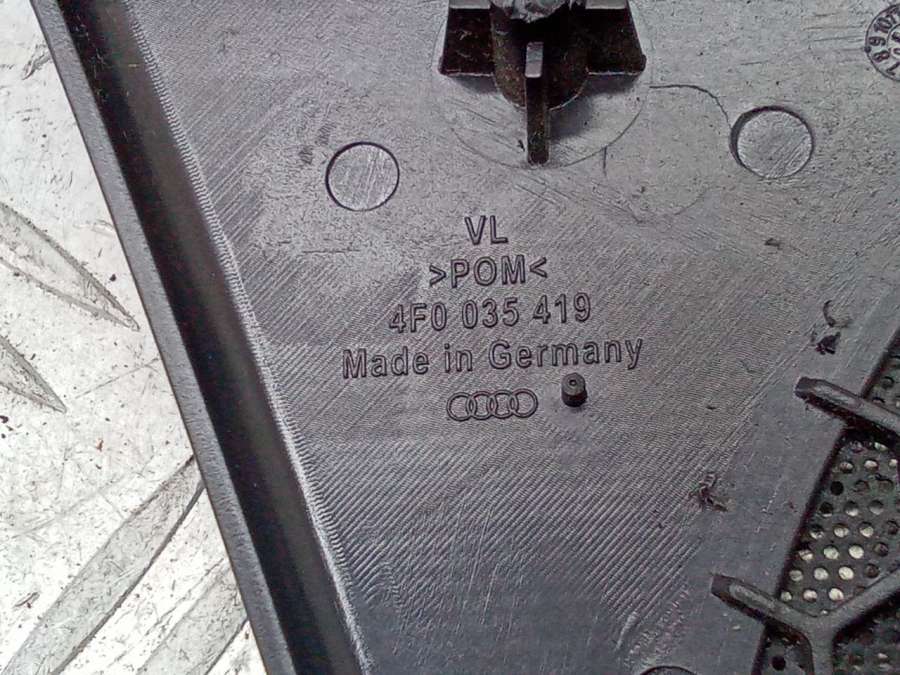 VL
>POM<
4F0 035 419
Made in Germany